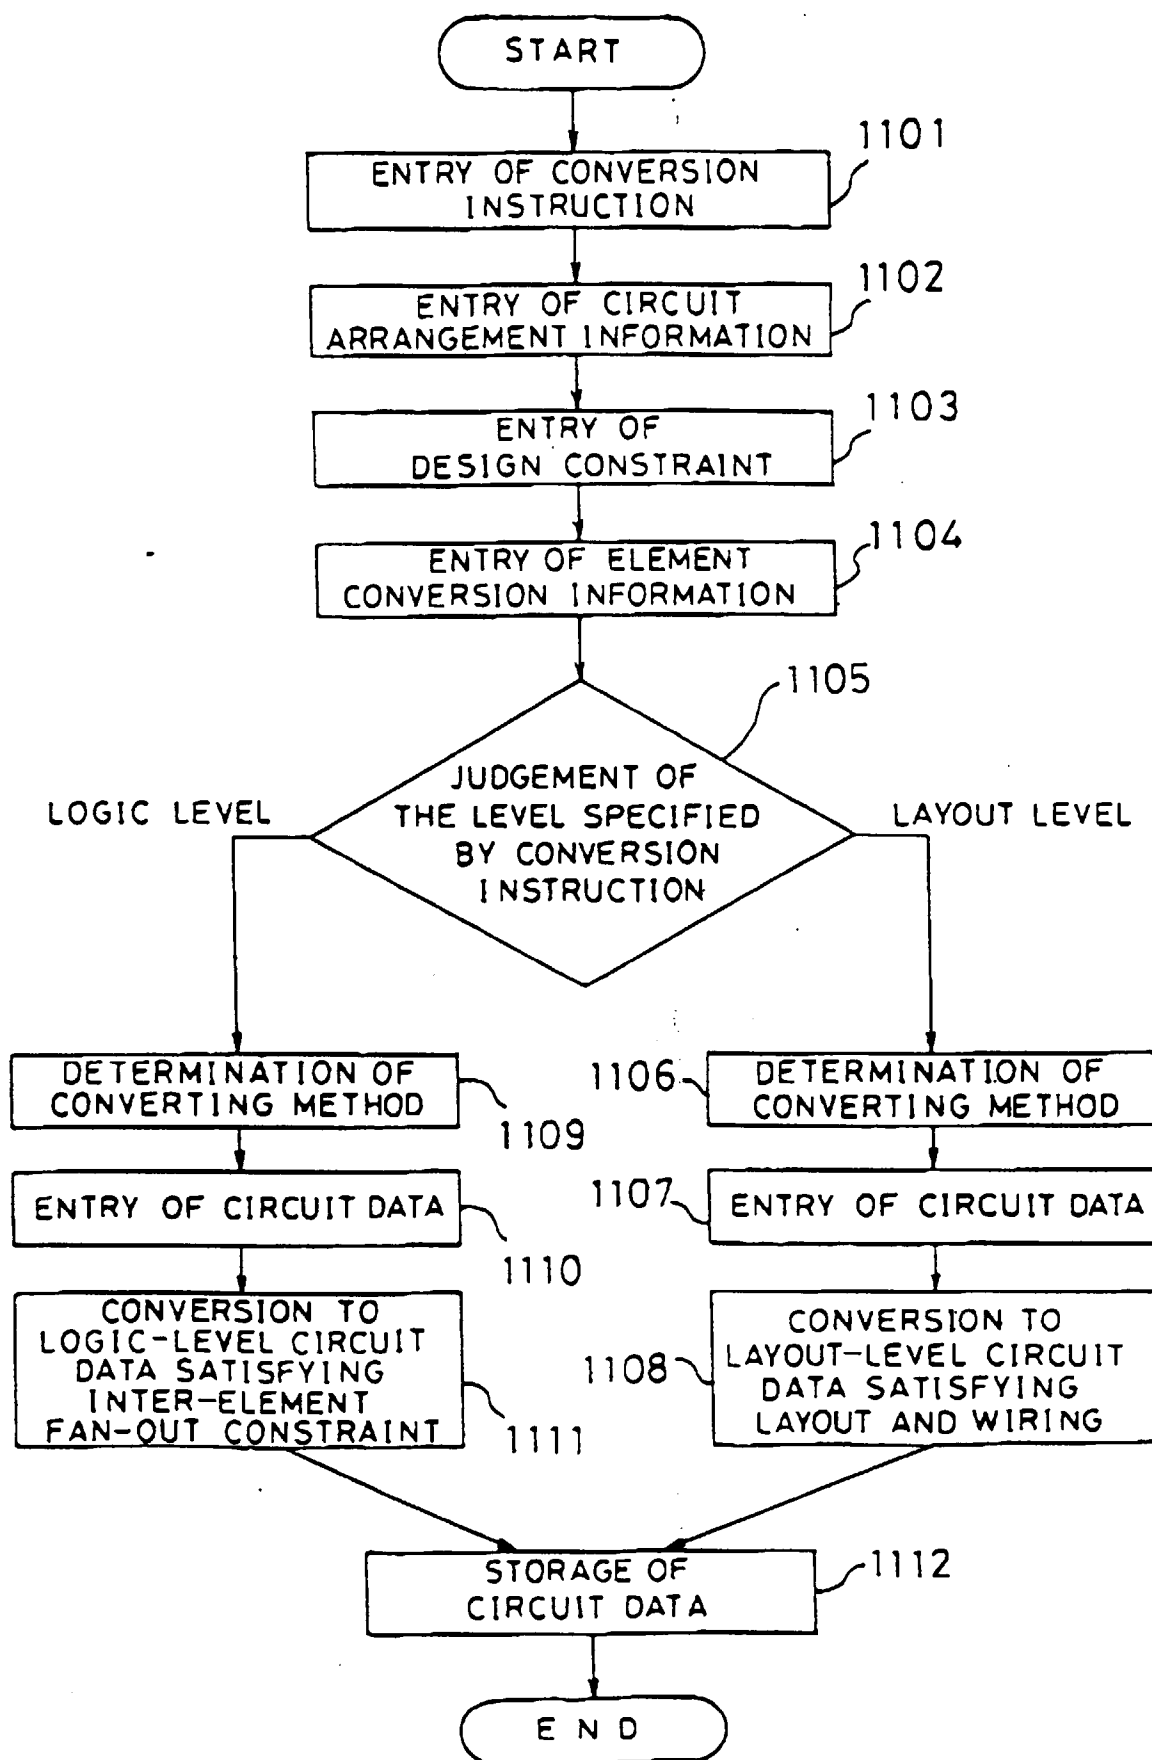 START
1101
ENTRY OF CONVERSION
INSTRUCTION
1102
ENTRY OF CIRCUIT
ARRANGEMENT INFORMATION
1103
ENTRY OF
DESIGN CONSTRAINT
1104
ENTRY OF ELEMENT
CONVERSION INFORMATION
1105
JUDGEMENT OF
THE LEVEL SPECIFIED
BY CONVERSION
INSTRUCTION
LOGIC LEVEL
LAYOUT LEVEL
DETERMINATION OF
CONVERTING METHOD
1109
ENTRY OF CIRCUIT DATA
1110
CONVERSION TO
LOGIC-LEVEL CIRCUIT
DATA SATISFYING
INTER-ELEMENT
FAN-OUT CONSTRAINT
1111
1106
DETERMINATION OF
CONVERTING METHOD
1107
ENTRY OF CIRCUIT DATA
1108
CONVERSION TO
LAYOUT-LEVEL CIRCUIT
DATA SATISFYING
LAYOUT AND WIRING
1112
STORAGE OF
CIRCUIT DATA
END